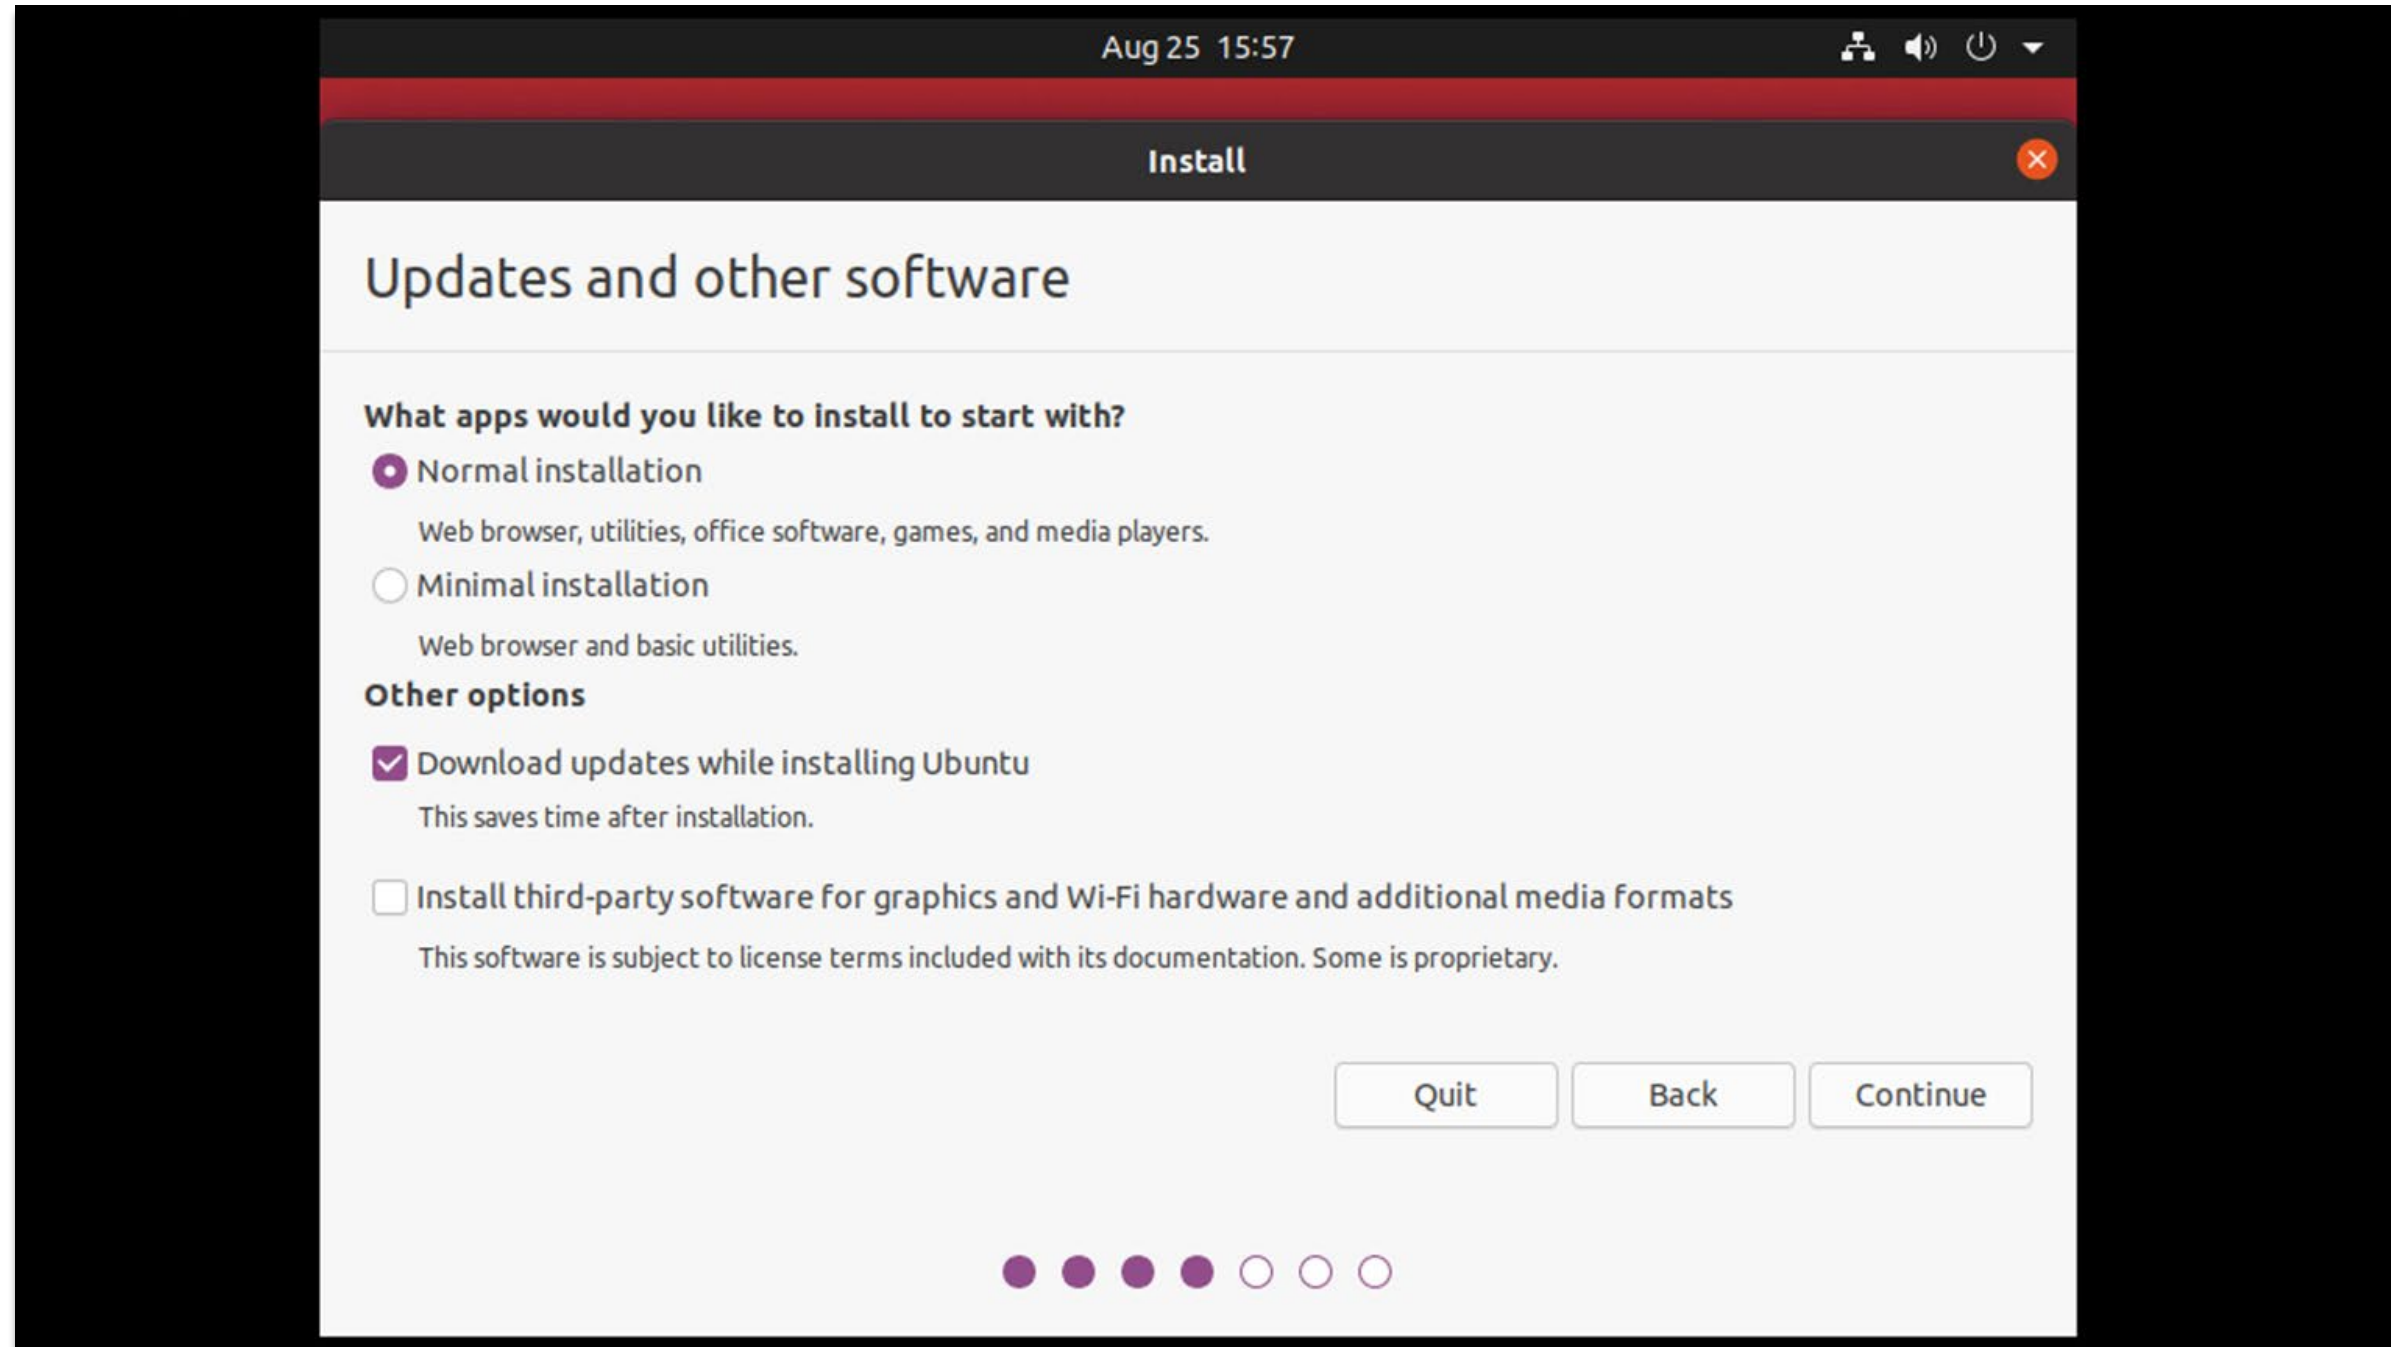 Aug 25 15:57
Install
Updates and other software
What apps would you like to install to start with?
Normal installation
Web browser, utilities, office software, games, and media players.
Minimal installation
Web browser and basic utilities.
Other options
Download updates while installing Ubuntu
This saves time after installation.
Install third-party software for graphics and Wi-Fi hardware and additional media formats
This software is subject to license terms included with its documentation. Some is proprietary.
Quit Back Continue